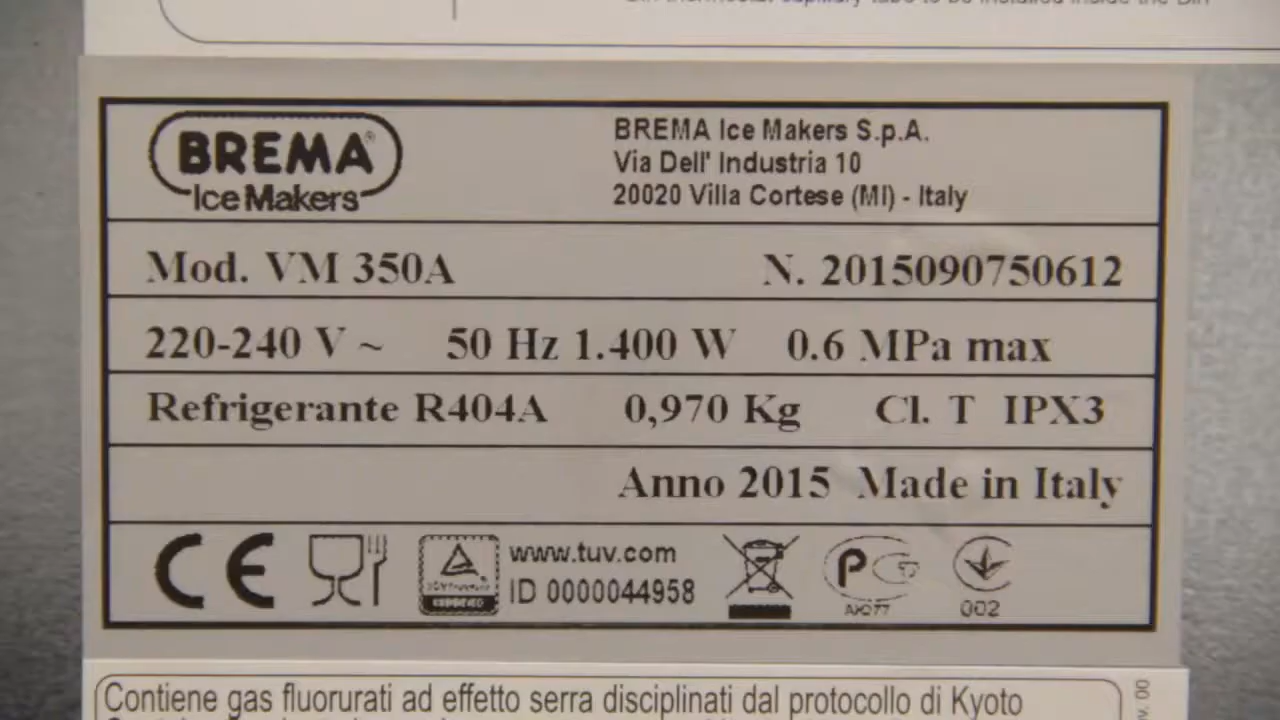 BREMA®
Ice Makers
BREMA Ice Makers S.p.A.
Via Dell' Industria 10
20020 Villa Cortese (MI) - Italy
Mod. VM 350A N. 2015090750612
220-240 V ~ 50 Hz 1.400 W 0.6 MPa max
Refrigerante R404A 0,970 Kg Cl. T IPX3
Anno 2015 Made in Italy
CE
www.tuv.com
ID 0000044958
002
Contiene gas fluorurati ad effetto serra disciplinati dal protocollo di Kyoto